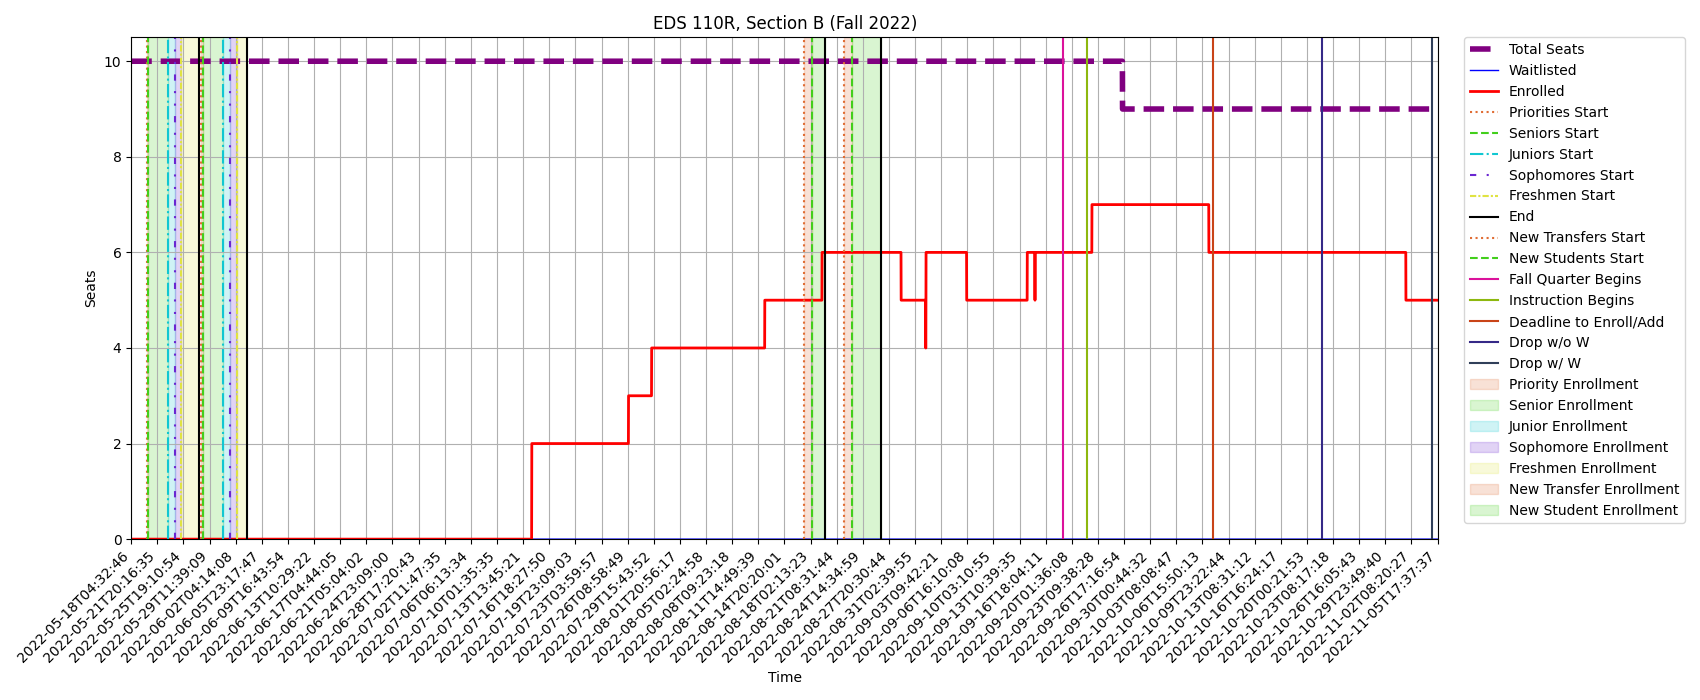 EDS 110R, Section B (Fall 2022)
Seats
10
8
6
4
2
0
2022-05-18T04:32:46
2022-05-21T20:16:35
2022-05-25T19:10:54
2022-05-29T11:39:09
2022-06-02T04:14:08
2022-06-05T23:17:47
2022-06-09T16:43:54
2022-06-13T10:29:22
2022-06-17T04:44:05
2022-06-21T05:04:02
2022-06-24T23:09:00
2022-06-28T17:20:43
2022-07-02T11:47:35
2022-07-06T06:13:34
2022-07-10T01:35:35
2022-07-13T13:45:21
2022-07-16T18:27:50
2022-07-19T23:09:03
2022-07-23T03:59:57
2022-07-26T08:58:49
2022-07-29T15:43:52
2022-08-01T20:56:17
2022-08-05T02:24:58
2022-08-08T09:23:18
2022-08-11T14:49:39
2022-08-14T20:20:01
2022-08-18T02:13:23
2022-08-21T08:31:44
2022-08-24T14:34:59
2022-08-27T20:30:44
2022-08-31T02:39:55
2022-09-03T09:42:21
2022-09-06T16:10:08
2022-09-10T03:10:55
2022-09-13T10:39:35
2022-09-16T18:04:11
2022-09-20T01:36:08
2022-09-23T09:38:28
2022-09-26T17:16:54
2022-09-30T00:44:32
2022-10-03T08:08:47
2022-10-06T15:50:13
2022-10-09T23:22:44
2022-10-13T08:31:12
2022-10-16T16:24:17
2022-10-20T00:21:53
2022-10-23T08:17:18
2022-10-26T16:05:43
2022-10-29T23:49:40
2022-11-02T08:20:27
2022-11-05T17:37:37
Time
Total Seats
Waitlisted
Enrolled
Priorities Start
Seniors Start
Juniors Start
Sophomores Start
Freshmen Start
End
New Transfers Start
New Students Start
Fall Quarter Begins
Instruction Begins
Deadline to Enroll/Add
Drop w/o W
Drop w/ W
Priority Enrollment
Senior Enrollment
Junior Enrollment
Sophomore Enrollment
Freshmen Enrollment
New Transfer Enrollment
New Student Enrollment